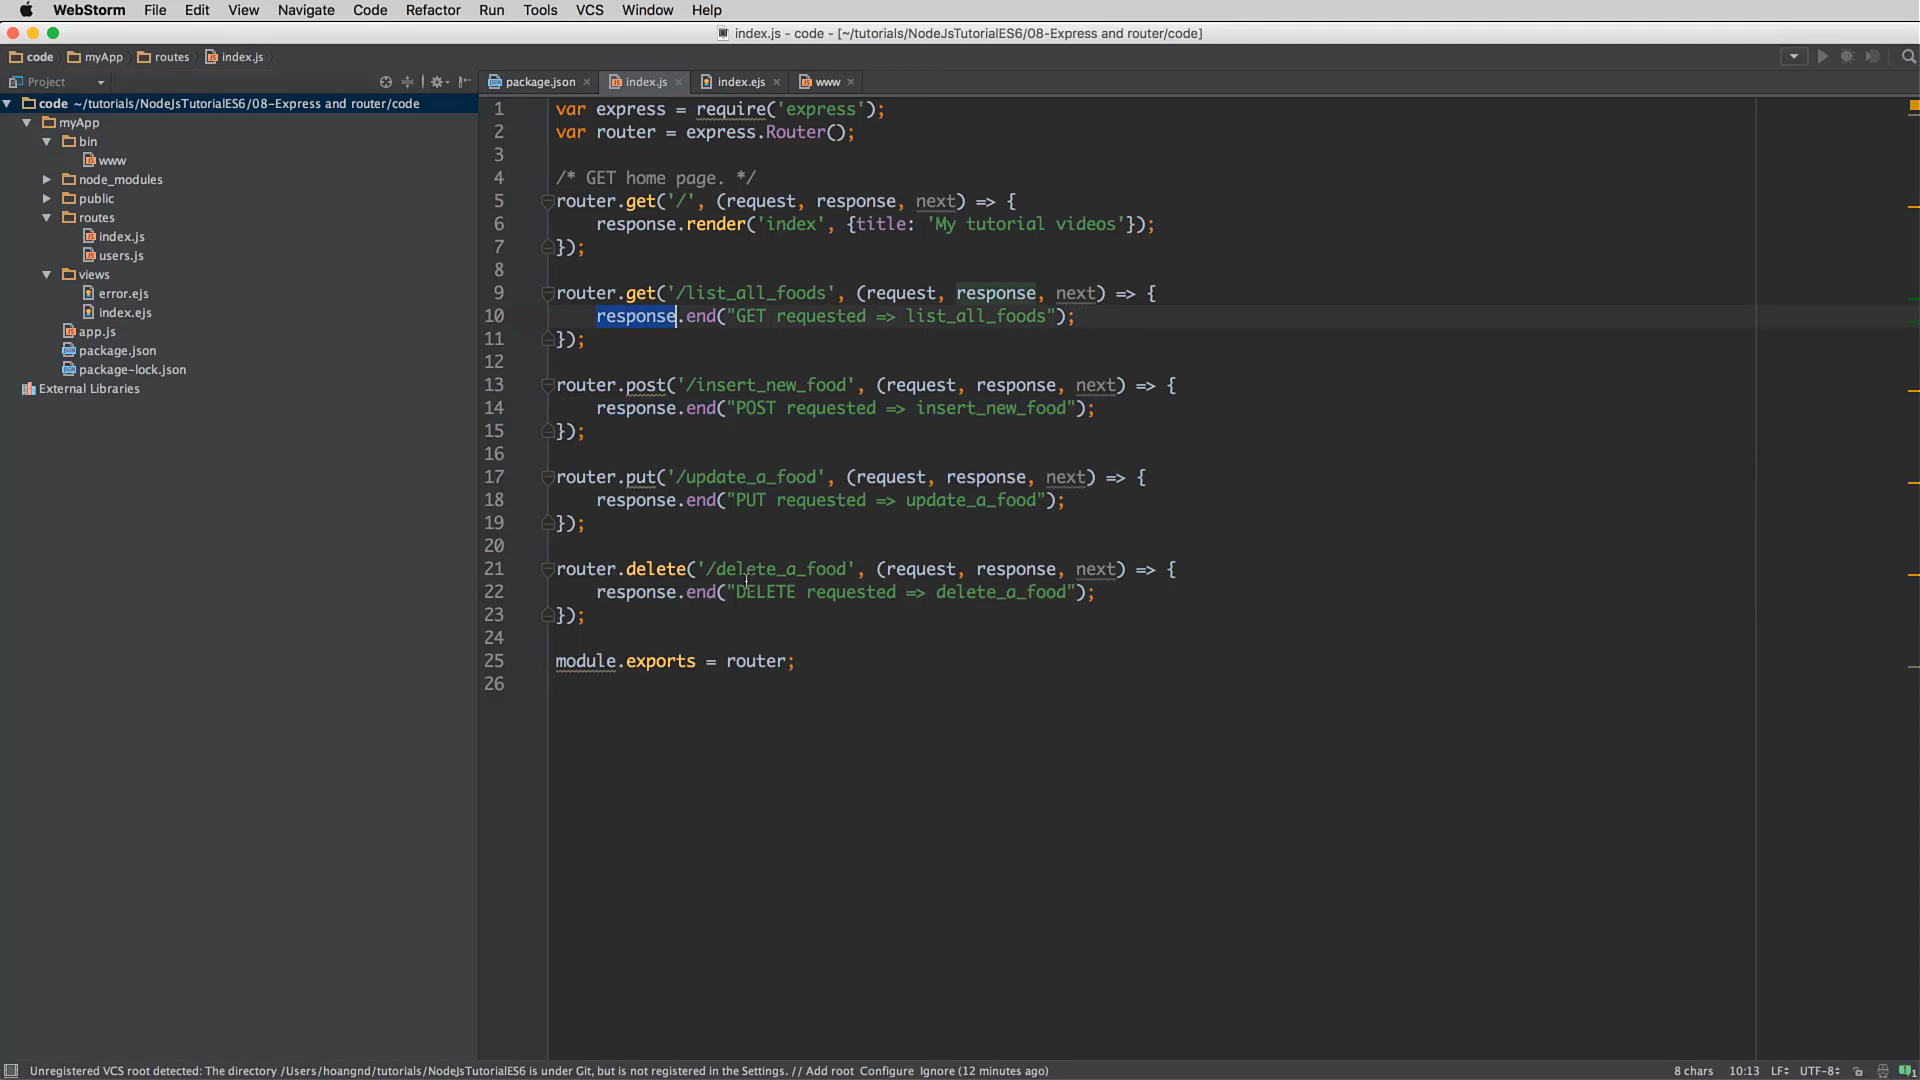 WebStorm File Edit View Navigate Code Refactor Run Tools VCS Window Help
index.js - code - [~/tutorials/NodeJsTutorialES6/08-Express and router/code]
code myApp routes index.js
Project
package.json index.js index.ejs www
code ~/tutorials/NodeJsTutorialES6/08-Express and router/code
myApp
bin
www
node_modules
public
routes
index.js
users.js
views
error.ejs
index.ejs
app.js
package.json
package-lock.json
External Libraries
1 var express = require('express');
2 var router = express.Router();
3
4 /* GET home page. */
5 router.get('/', (request, response, next) => {
6 response.render('index', {title: 'My tutorial videos'});
7 });
8
9 router.get('/list_all_foods', (request, response, next) => {
10 response.end("GET requested => list_all_foods");
11 });
12
13 router.post('/insert_new_food', (request, response, next) => {
14 response.end("POST requested => insert_new_food");
15 });
16
17 router.put('/update_a_food', (request, response, next) => {
18 response.end("PUT requested => update_a_food");
19 });
20
21 router.delete('/delete_a_food', (request, response, next) => {
22 response.end("DELETE requested => delete_a_food");
23 });
24
25 module.exports = router;
26
Unregistered VCS root detected: The directory /Users/hoangnd/tutorials/NodeJsTutorialES6 is under Git, but is not registered in the Settings. // Add root Configure Ignore (12 minutes ago) 8 chars 10:13 LF UTF-8